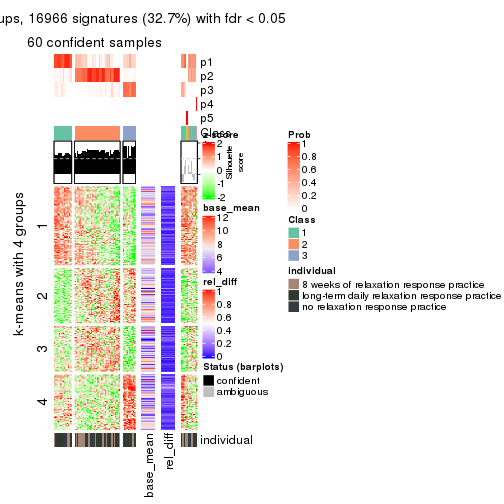 ups, 16966 signatures (32.7%) with fdr < 0.05
60 confident samples
p1
p2
p3
p4
p5
Class
z-score
2
1
0
-1
-2
Silhouette
score
base_mean
12
10
8
6
4
rel_diff
1
0.8
0.6
0.4
0.2
0
Status (barplots)
confident
ambiguous
Prob
1
0.8
0.6
0.4
0.2
0
Class
1
2
3
individual
8 weeks of relaxation response practice
long-term daily relaxation response practice
no relaxation response practice
k-means with 4 groups
1
2
3
4
individual
base_mean
rel_diff